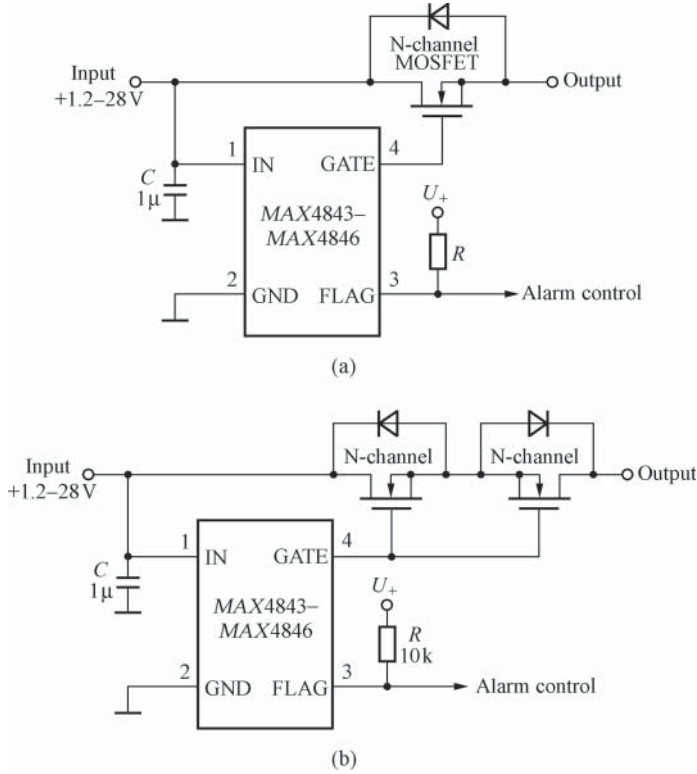 N-channel
MOSFET
Input
+1.2–28V
Output
1
IN
GATE
4
C
1µ
MAX4843–
MAX4846
U+
R
2
GND
FLAG
3
Alarm control
(a)
N-channel
N-channel
Input
+1.2–28V
Output
1
IN
GATE
4
C
1µ
MAX4843–
MAX4846
U+
R
10k
2
GND
FLAG
3
Alarm control
(b)